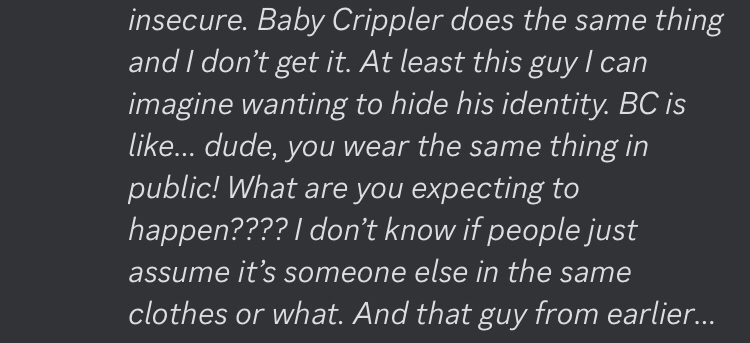 insecure. Baby Crippler does the same thing
and I don’t get it. At least this guy I can
imagine wanting to hide his identity. BC is
like... dude, you wear the same thing in
public! What are you expecting to
happen???? I don’t know if people just
assume it’s someone else in the same
clothes or what. And that guy from earlier...